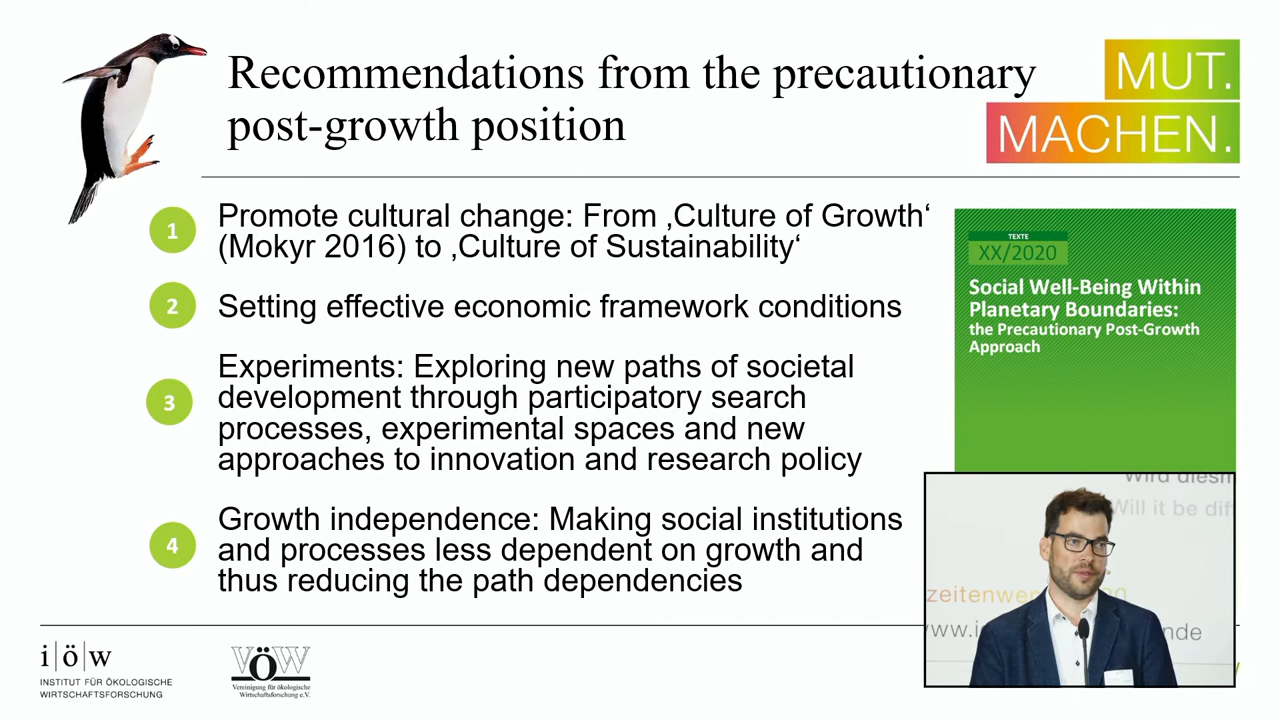 Recommendations from the precautionary
post-growth position
MUT.
MACHEN.
1
Promote cultural change: From ‚Culture of Growth‘
(Mokyr 2016) to ‚Culture of Sustainability‘
2
Setting effective economic framework conditions
3
Experiments: Exploring new paths of societal
development through participatory search
processes, experimental spaces and new
approaches to innovation and research policy
4
Growth independence: Making social institutions
and processes less dependent on growth and
thus reducing the path dependencies
TEXTE
XX/2020
Social Well-Being Within
Planetary Boundaries:
the Precautionary Post-Growth
Approach
Will it be
i|ö|w
INSTITUT FÜR ÖKOLOGISCHE
WIRTSCHAFTSFORSCHUNG
VÖW
Vereinigung für ökologische
Wirtschaftsforschung e.V.